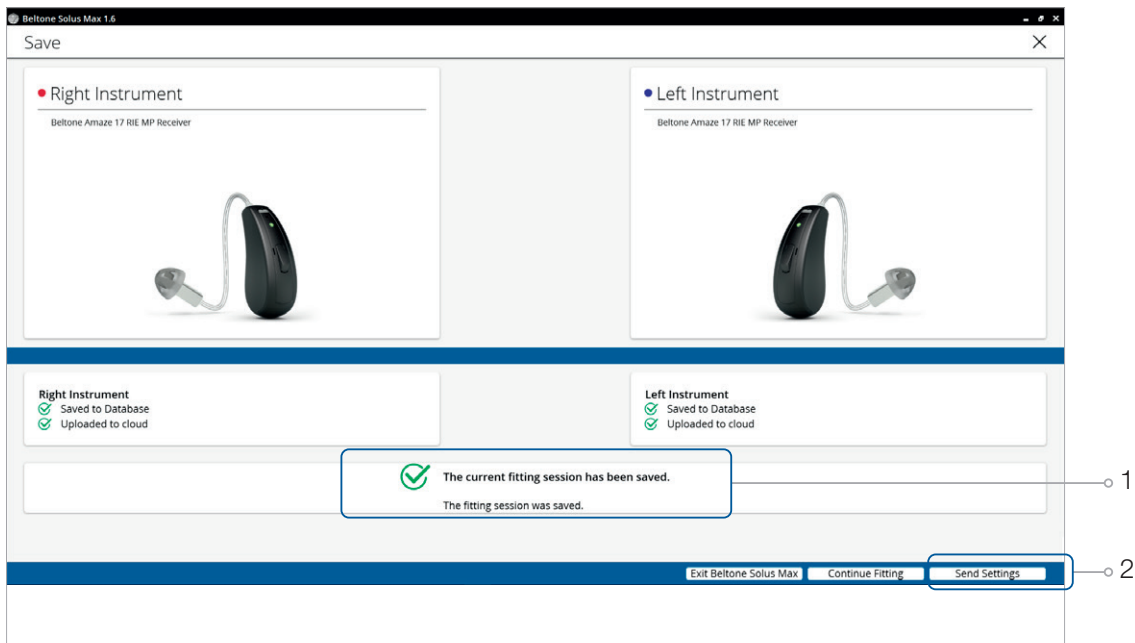 Beltone Solus Max 1.6
Save
Right Instrument
Beltone Amaze 17 RIE MP Receiver
Left Instrument
Beltone Amaze 17 RIE MP Receiver
Right Instrument
Saved to Database
Uploaded to cloud
Left Instrument
Saved to Database
Uploaded to cloud
The current fitting session has been saved.
The fitting session was saved.
1
Exit Beltone Solus Max
Continue Fitting
Send Settings
2